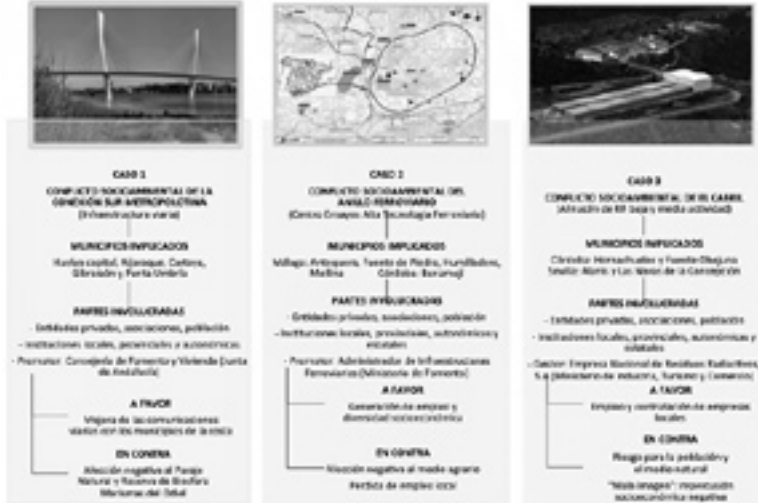 CASO 1
CONFLICTO SOCIOAMBIENTAL DE LA
CONEXIÓN SUR METROPOLITANA
(Infraestructura viaria)
MUNICIPIOS IMPLICADOS
Huelva capital, Aljaraque, Cartaya,
Gibraleón y Punta Umbría
PARTES INVOLUCRADAS
- Entidades privadas, asociaciones, población
- Instituciones locales, provinciales y autonómicas
- Promotor: Consejería de Fomento y Vivienda (Junta
de Andalucía)
A FAVOR
Mejora de las comunicaciones
viarias con los municipios de la costa
EN CONTRA
Afección negativa al Paraje
Natural y Reserva de Biosfera
Marismas del Odiel
CASO 2
CONFLICTO SOCIOAMBIENTAL DEL
ANILLO FERROVIARIO
(Centro Ensayos Alta Tecnología Ferroviaria)
MUNICIPIOS IMPLICADOS
Málaga: Antequera, Fuente de Piedra, Humilladero,
Mollina Córdoba: Benamejí
PARTES INVOLUCRADAS
- Entidades privadas, asociaciones, población
- Instituciones locales, provinciales, autonómicas y
estatales
- Promotor: Administrador de Infraestructuras
Ferroviarias (Ministerio de Fomento)
A FAVOR
Generación de empleo y
diversidad socioeconómica
EN CONTRA
Afección negativa al medio agrario
Pérdida de empleo local
CASO 3
CONFLICTO SOCIOAMBIENTAL DE EL CABRIL
(Almacén de RR baja y media actividad)
MUNICIPIOS IMPLICADOS
Córdoba: Hornachuelos y Fuente Obejuna
Sevilla: Alanís y Las Navas de la Concepción
PARTES INVOLUCRADAS
- Entidades privadas, asociaciones, población
- Instituciones locales, provinciales, autonómicas y
estatales
- Gestor: Empresa Nacional de Residuos Radiactivos,
S.A (Ministerio de Industria, Turismo y Comercio)
A FAVOR
Empleo y contratación de empresas
locales
EN CONTRA
Riesgo para la población y
el medio natural
"Mala imagen": repercusión
socioeconómica negativa